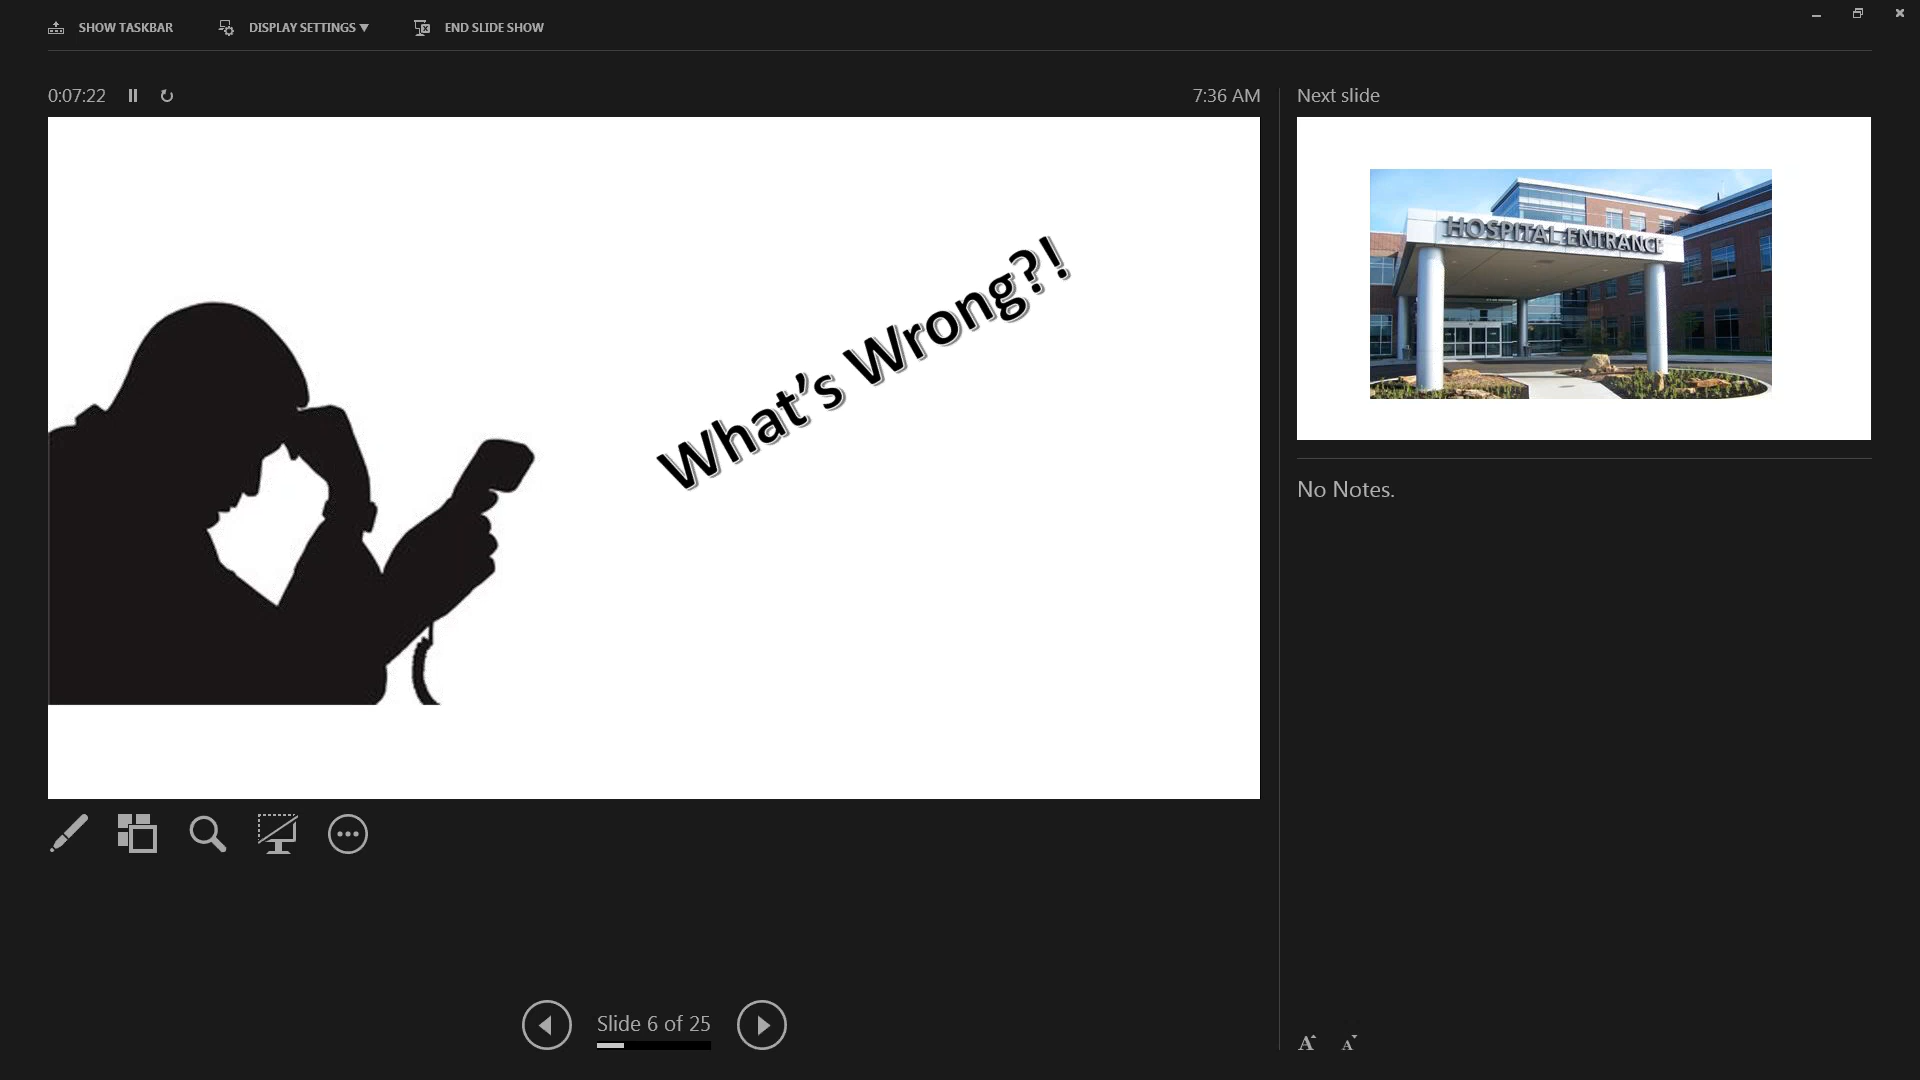 SHOW TASKBAR
DISPLAY SETTINGS ▼
END SLIDE SHOW
0:07:22
7:36 AM
Next slide
What's Wrong?!
HOSPITAL ENTRANCE
No Notes.
Slide 6 of 25
A A